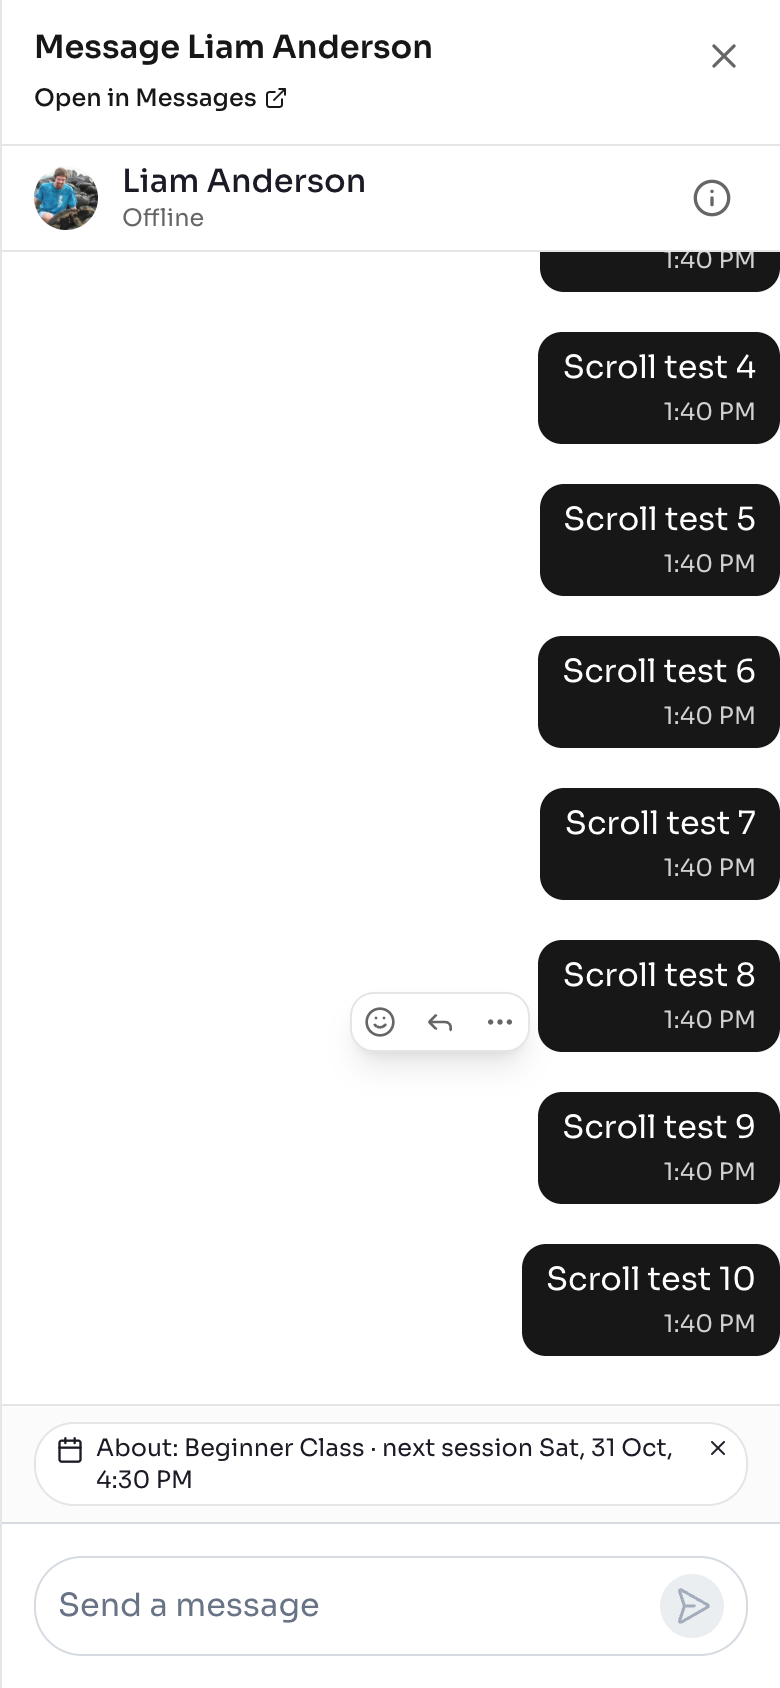 Message Liam Anderson
Open in Messages
Liam Anderson
Offline
1:40 PM
Scroll test 4
1:40 PM
Scroll test 5
1:40 PM
Scroll test 6
1:40 PM
Scroll test 7
1:40 PM
Scroll test 8
1:40 PM
Scroll test 9
1:40 PM
Scroll test 10
1:40 PM
About: Beginner Class · next session Sat, 31 Oct,
4:30 PM
Send a message